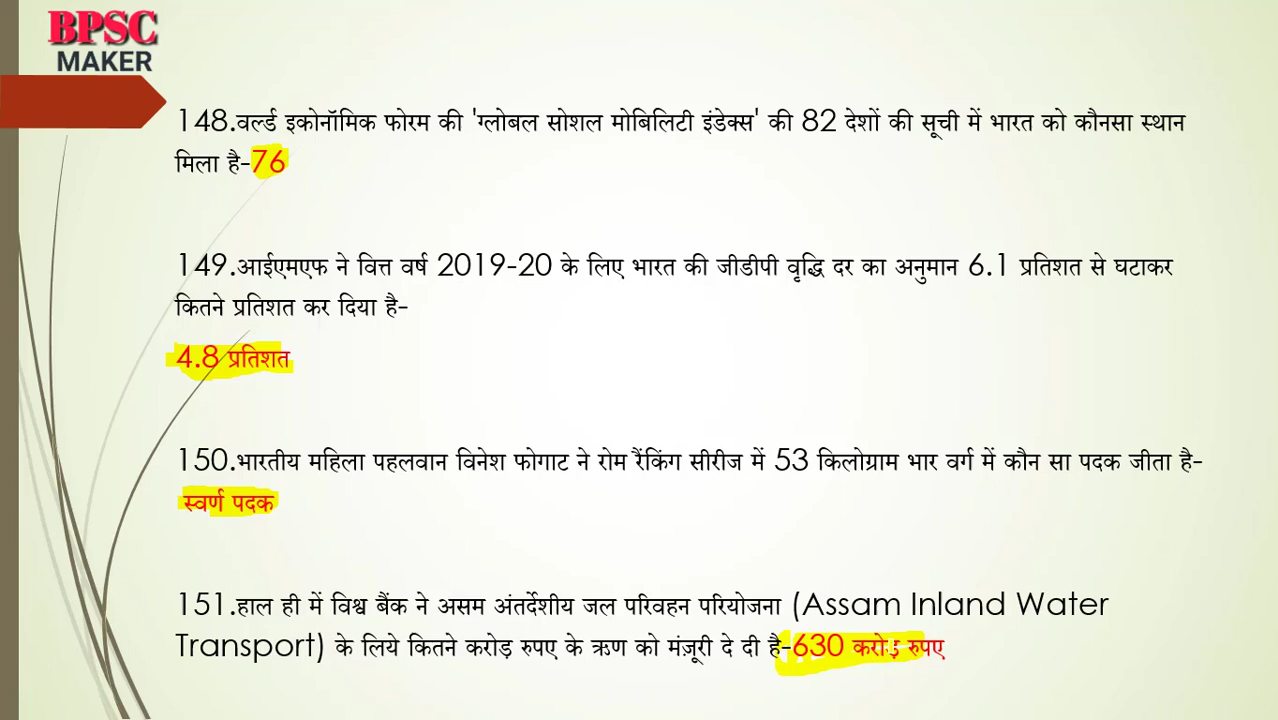 BPSC
MAKER
148.वर्ल्ड इकोनॉमिक फोरम की 'ग्लोबल सोशल मोबिलिटी इंडेक्स' की 82 देशों की सूची में भारत को कौनसा स्थान
मिला है-76
149.आईएमएफ ने वित्त वर्ष 2019-20 के लिए भारत की जीडीपी वृद्धि दर का अनुमान 6.1 प्रतिशत से घटाकर
कितने प्रतिशत कर दिया है-
4.8 प्रतिशत
150.भारतीय महिला पहलवान विनेश फोगाट ने रोम रैंकिंग सीरीज में 53 किलोग्राम भार वर्ग में कौन सा पदक जीता है-
स्वर्ण पदक
151.हाल ही में विश्व बैंक ने असम अंतर्देशीय जल परिवहन परियोजना (Assam Inland Water
Transport) के लिये कितने करोड़ रुपए के ऋण को मंज़ूरी दे दी है-630 करोड़ रुपए